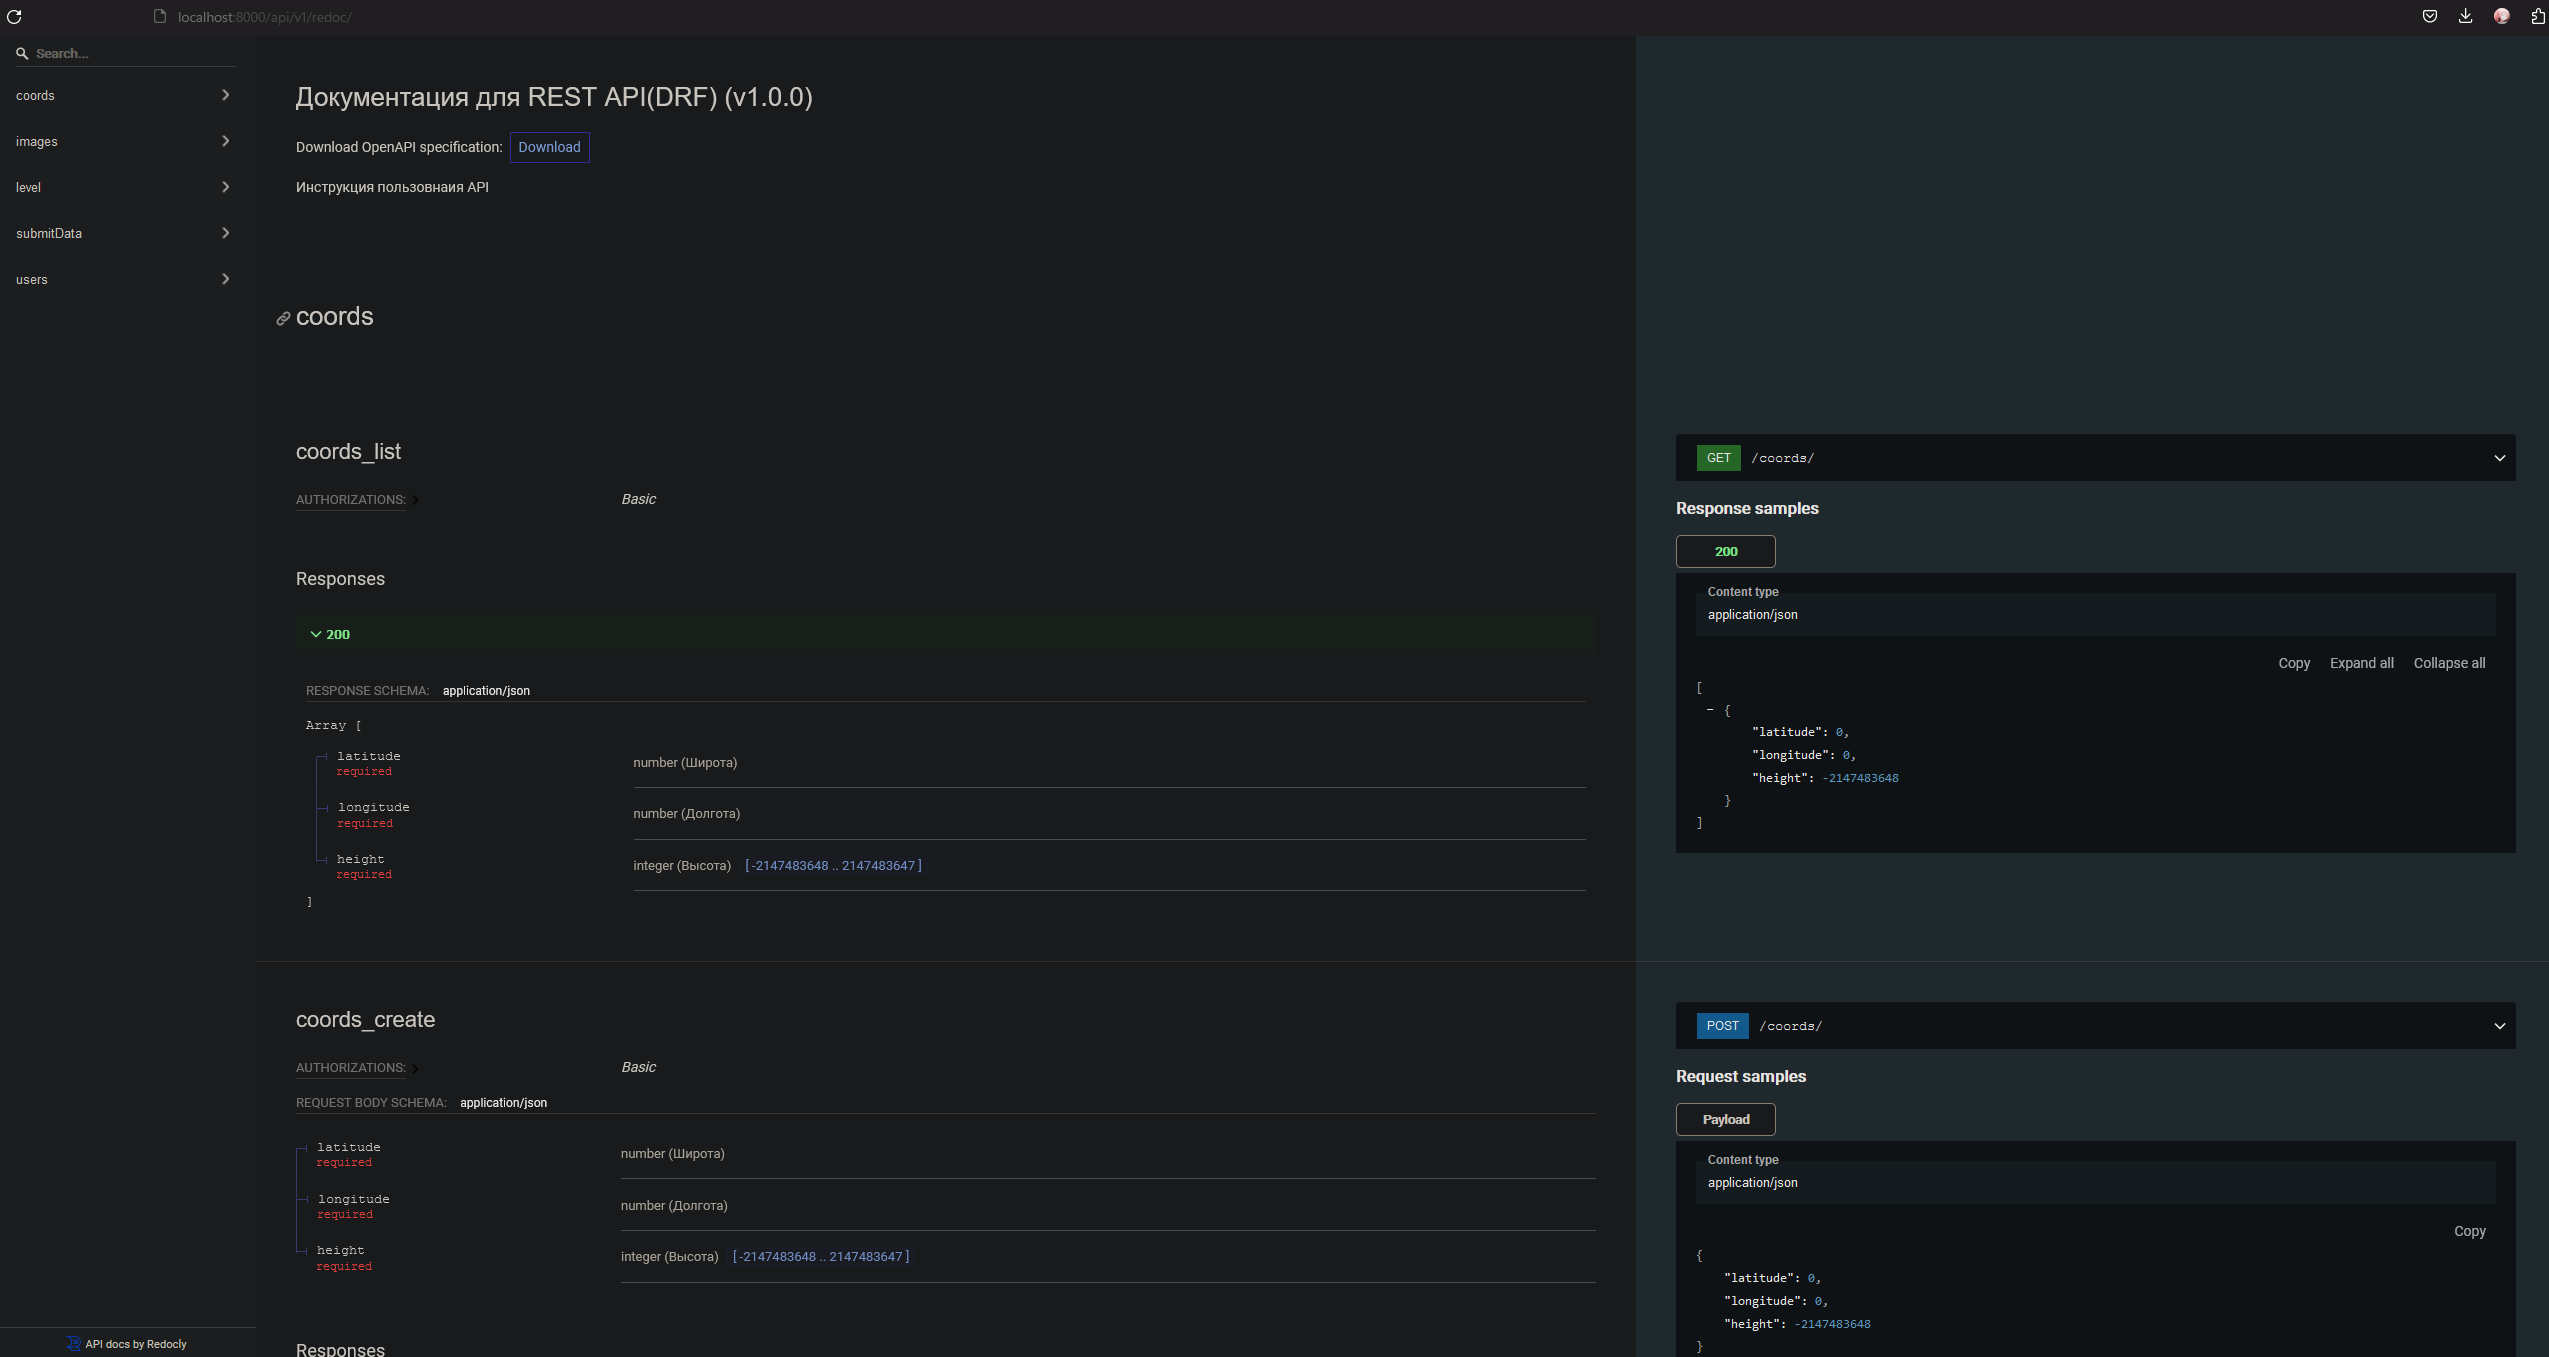 localhost:8000/api/v1/redoc/
Search...
coords
images
level
submitData
users
API docs by Redocly
Документация для REST API(DRF) (v1.0.0)
Download OpenAPI specification: Download
Инструкция пользовнаия API
coords
coords_list
AUTHORIZATIONS: Basic
Responses
200
RESPONSE SCHEMA: application/json
Array [
latitude
required
number (Широта)
longitude
required
number (Долгота)
height
required
integer (Высота) [ -2147483648 .. 2147483647 ]
]
GET /coords/
Response samples
200
Content type
application/json
Copy Expand all Collapse all
[
- {
"latitude": 0,
"longitude": 0,
"height": -2147483648
}
]
coords_create
AUTHORIZATIONS: Basic
REQUEST BODY SCHEMA: application/json
latitude
required
number (Широта)
longitude
required
number (Долгота)
height
required
integer (Высота) [ -2147483648 .. 2147483647 ]
Responses
POST /coords/
Request samples
Payload
Content type
application/json
Copy
{
"latitude": 0,
"longitude": 0,
"height": -2147483648
}